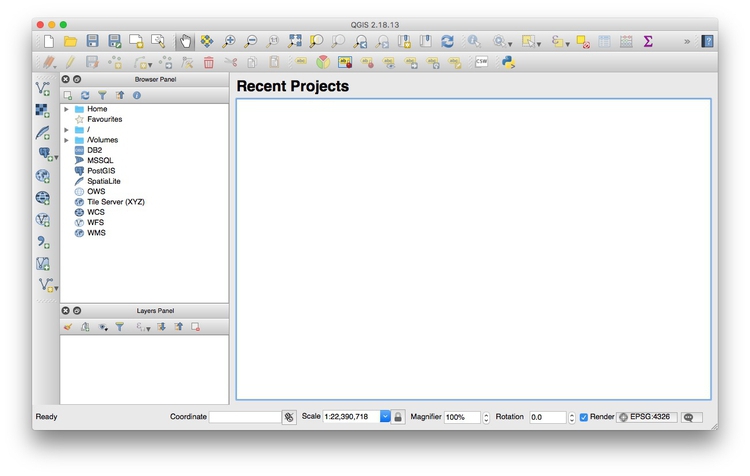 QGIS 2.18.13
CSW
Browser Panel
Recent Projects
Home
Favourites
/
/Volumes
DB2
MSSQL
PostGIS
SpatiaLite
OWS
Tile Server (XYZ)
WCS
WFS
WMS
Layers Panel
Ready Coordinate Scale 1:22,390,718 Magnifier 100% Rotation 0.0 Render EPSG:4326